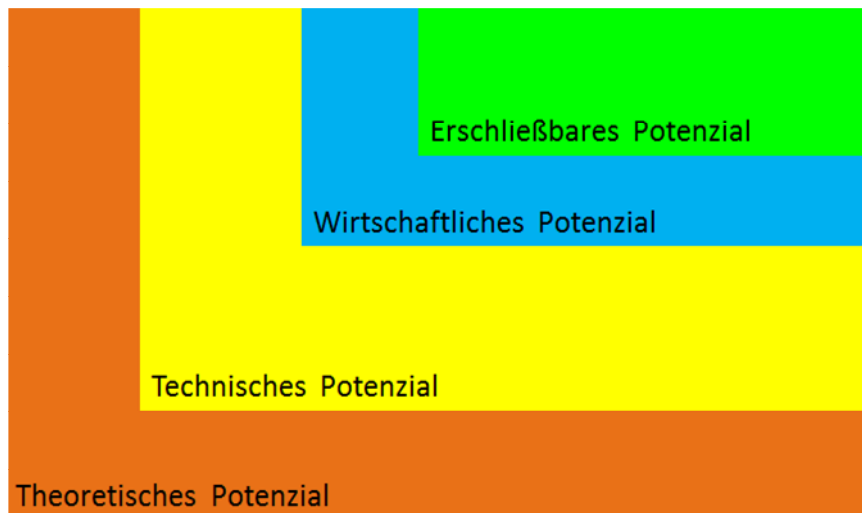 Erschließbares Potenzial
Wirtschaftliches Potenzial
Technisches Potenzial
Theoretisches Potenzial